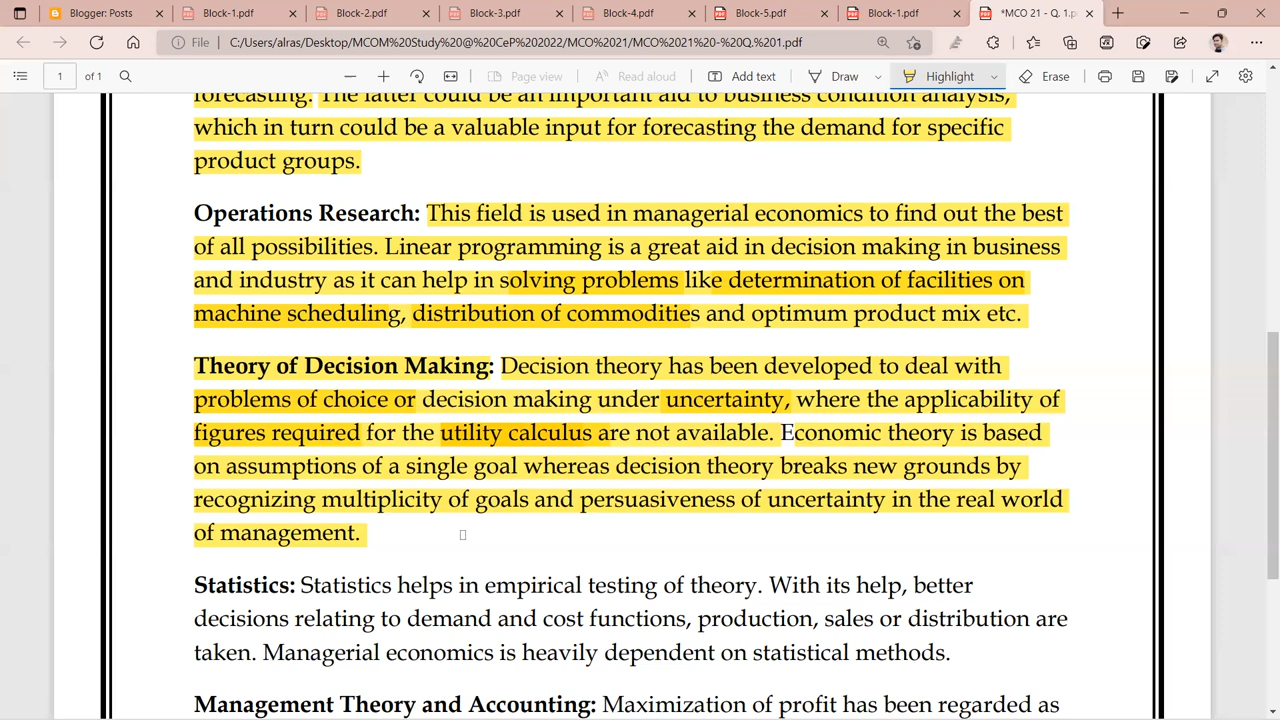 Blogger: Posts
Block-1.pdf
Block-2.pdf
Block-3.pdf
Block-4.pdf
Block-5.pdf
Block-1.pdf
*MCO 21 - Q. 1.p
File C:/Users/alras/Desktop/MCOM%20Study@%20CeP%202022/MCO%2021/MCO%2021%20-%20Q.%201.pdf
1 of 1
Page view
Read aloud
Add text
Draw
Highlight
Erase
forecasting. The latter could be an important aid to business condition analysis,
which in turn could be a valuable input for forecasting the demand for specific
product groups.
Operations Research: This field is used in managerial economics to find out the best
of all possibilities. Linear programming is a great aid in decision making in business
and industry as it can help in solving problems like determination of facilities on
machine scheduling, distribution of commodities and optimum product mix etc.
Theory of Decision Making: Decision theory has been developed to deal with
problems of choice or decision making under uncertainty, where the applicability of
figures required for the utility calculus are not available. Economic theory is based
on assumptions of a single goal whereas decision theory breaks new grounds by
recognizing multiplicity of goals and persuasiveness of uncertainty in the real world
of management.
Statistics: Statistics helps in empirical testing of theory. With its help, better
decisions relating to demand and cost functions, production, sales or distribution are
taken. Managerial economics is heavily dependent on statistical methods.
Management Theory and Accounting: Maximization of profit has been regarded as